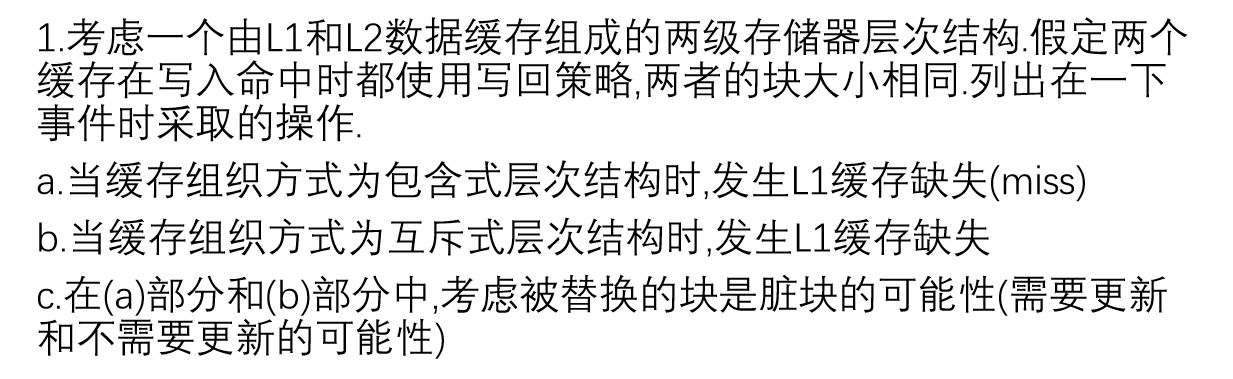 1.考虑一个由L1和L2数据缓存组成的两级存储器层次结构.假定两个
缓存在写入命中时都使用写回策略,两者的块大小相同.列出在一下
事件时采取的操作.
a.当缓存组织方式为包含式层次结构时,发生L1缓存缺失(miss)
b.当缓存组织方式为互斥式层次结构时,发生L1缓存缺失
c.在(a)部分和(b)部分中,考虑被替换的块是脏块的可能性(需要更新
和不需要更新的可能性)